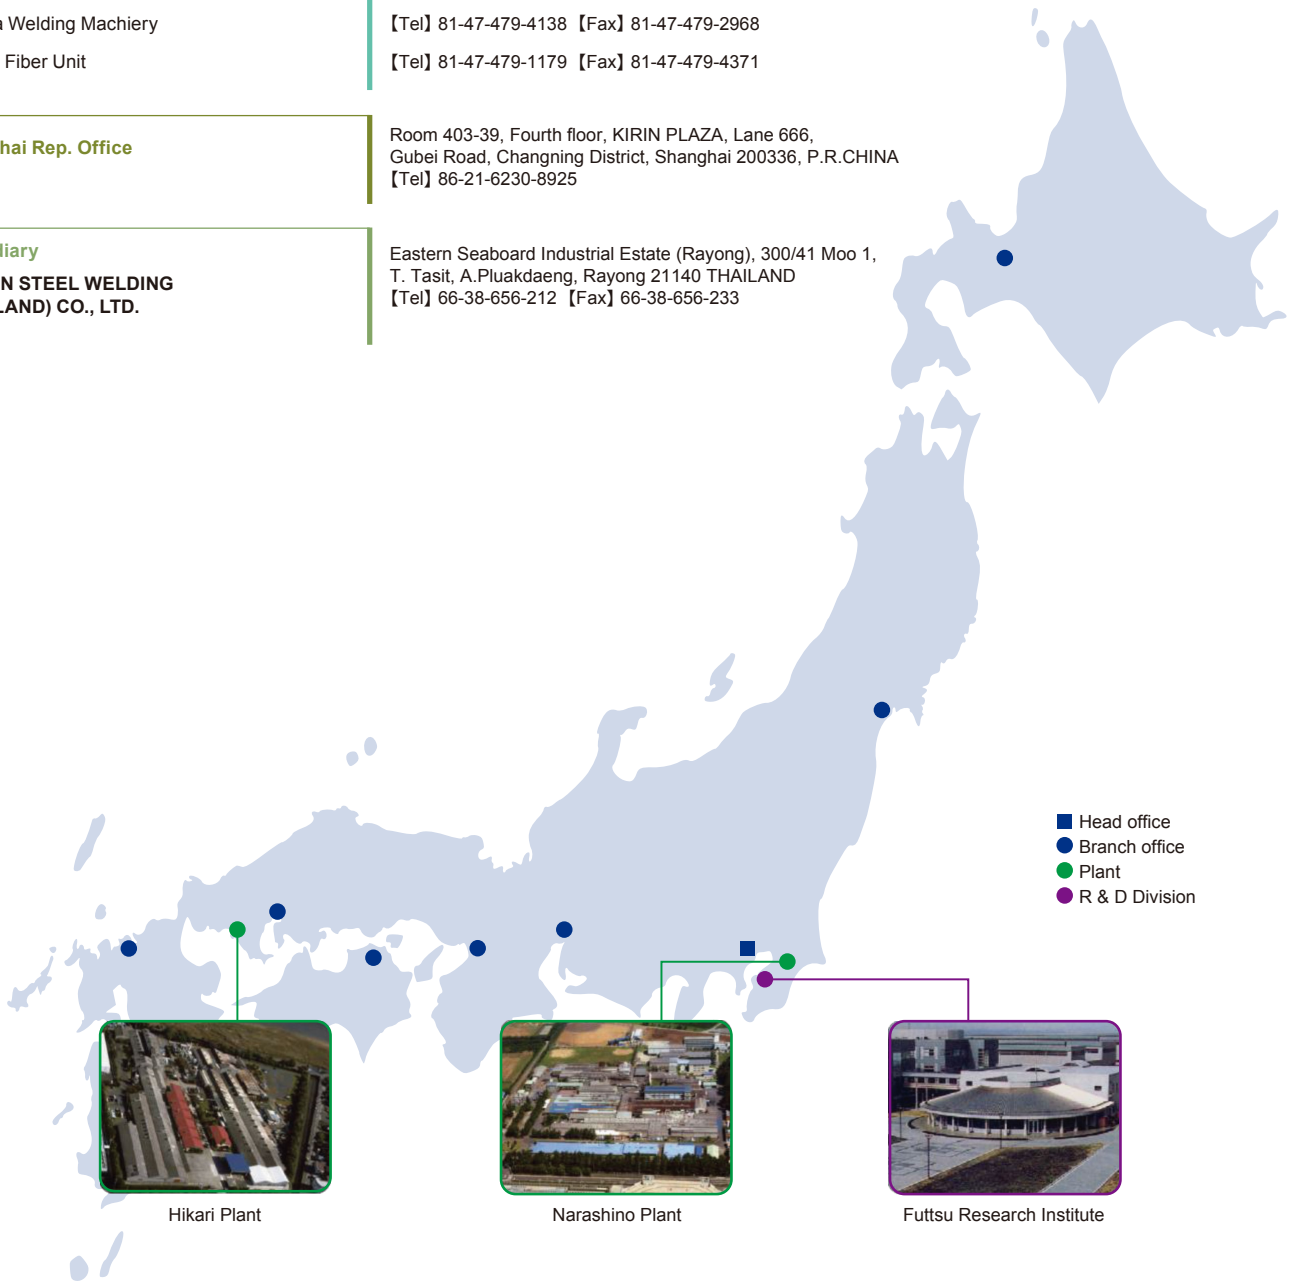 a Welding Machiery
【Tel】 81-47-479-4138 【Fax】 81-47-479-2968
Fiber Unit
【Tel】 81-47-479-1179 【Fax】 81-47-479-4371
hai Rep. Office
Room 403-39, Fourth floor, KIRIN PLAZA, Lane 666,
Gubei Road, Changning District, Shanghai 200336, P.R.CHINA
【Tel】 86-21-6230-8925
diary
N STEEL WELDING
LAND) CO., LTD.
Eastern Seaboard Industrial Estate (Rayong), 300/41 Moo 1,
T. Tasit, A.Pluakdaeng, Rayong 21140 THAILAND
【Tel】 66-38-656-212 【Fax】 66-38-656-233
Head office
Branch office
Plant
R & D Division
Hikari Plant
Narashino Plant
Futtsu Research Institute